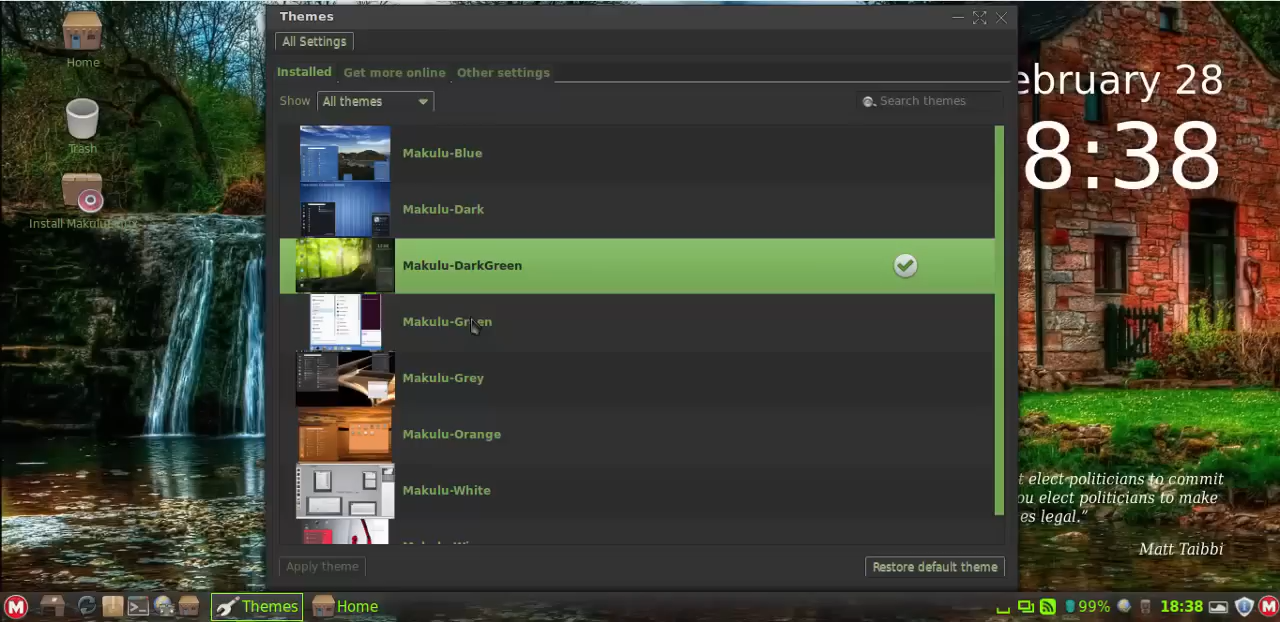 Themes
All Settings
Installed Get more online Other settings
Show All themes Search themes
Makulu-Blue
Makulu-Dark
Makulu-DarkGreen
Makulu-Green
Makulu-Grey
Makulu-Orange
Makulu-White
Apply theme Restore default theme
Home
Trash
Install
ebruary 28
8:38
t elect politicians to commit
ou elect politicians to make
es legal.”
Matt Taibbi
Themes Home 99% 18:38